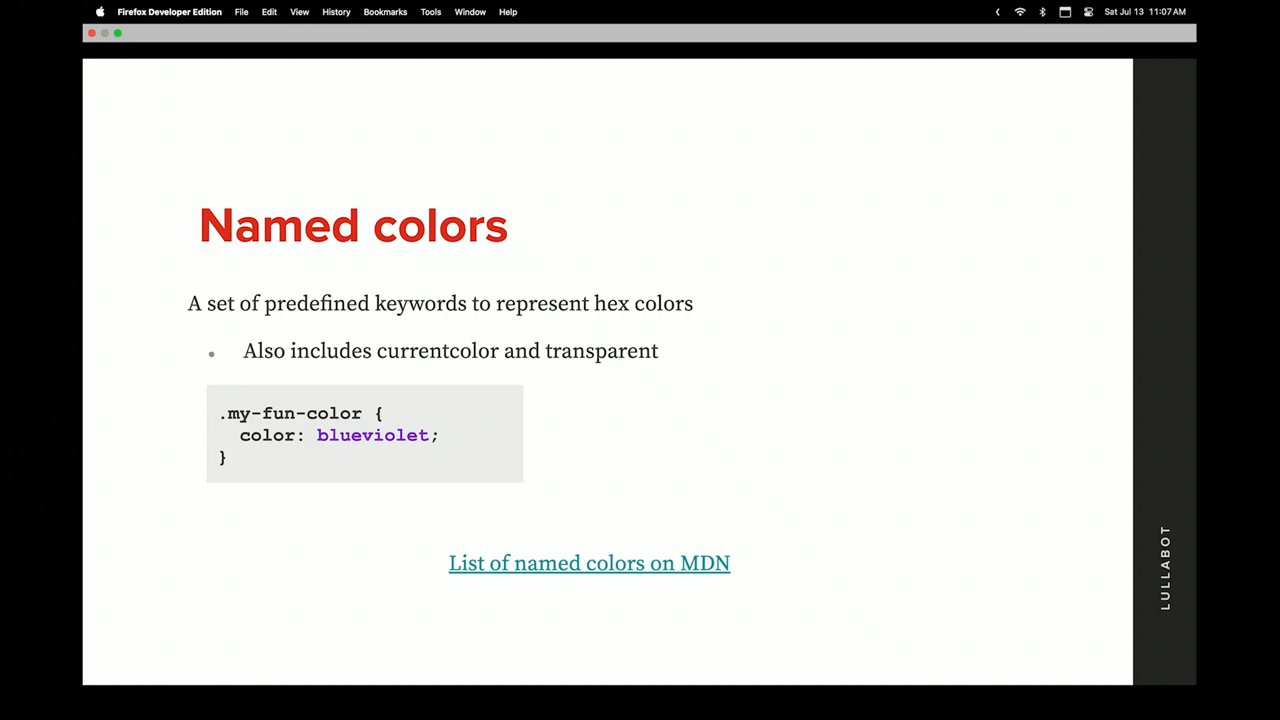 Firefox Developer Edition File Edit View History Bookmarks Tools Window Help Sat Jul 13 11:07 AM
Named colors
A set of predefined keywords to represent hex colors
• Also includes currentcolor and transparent
.my-fun-color {
  color: blueviolet;
}
List of named colors on MDN
LULLABOT